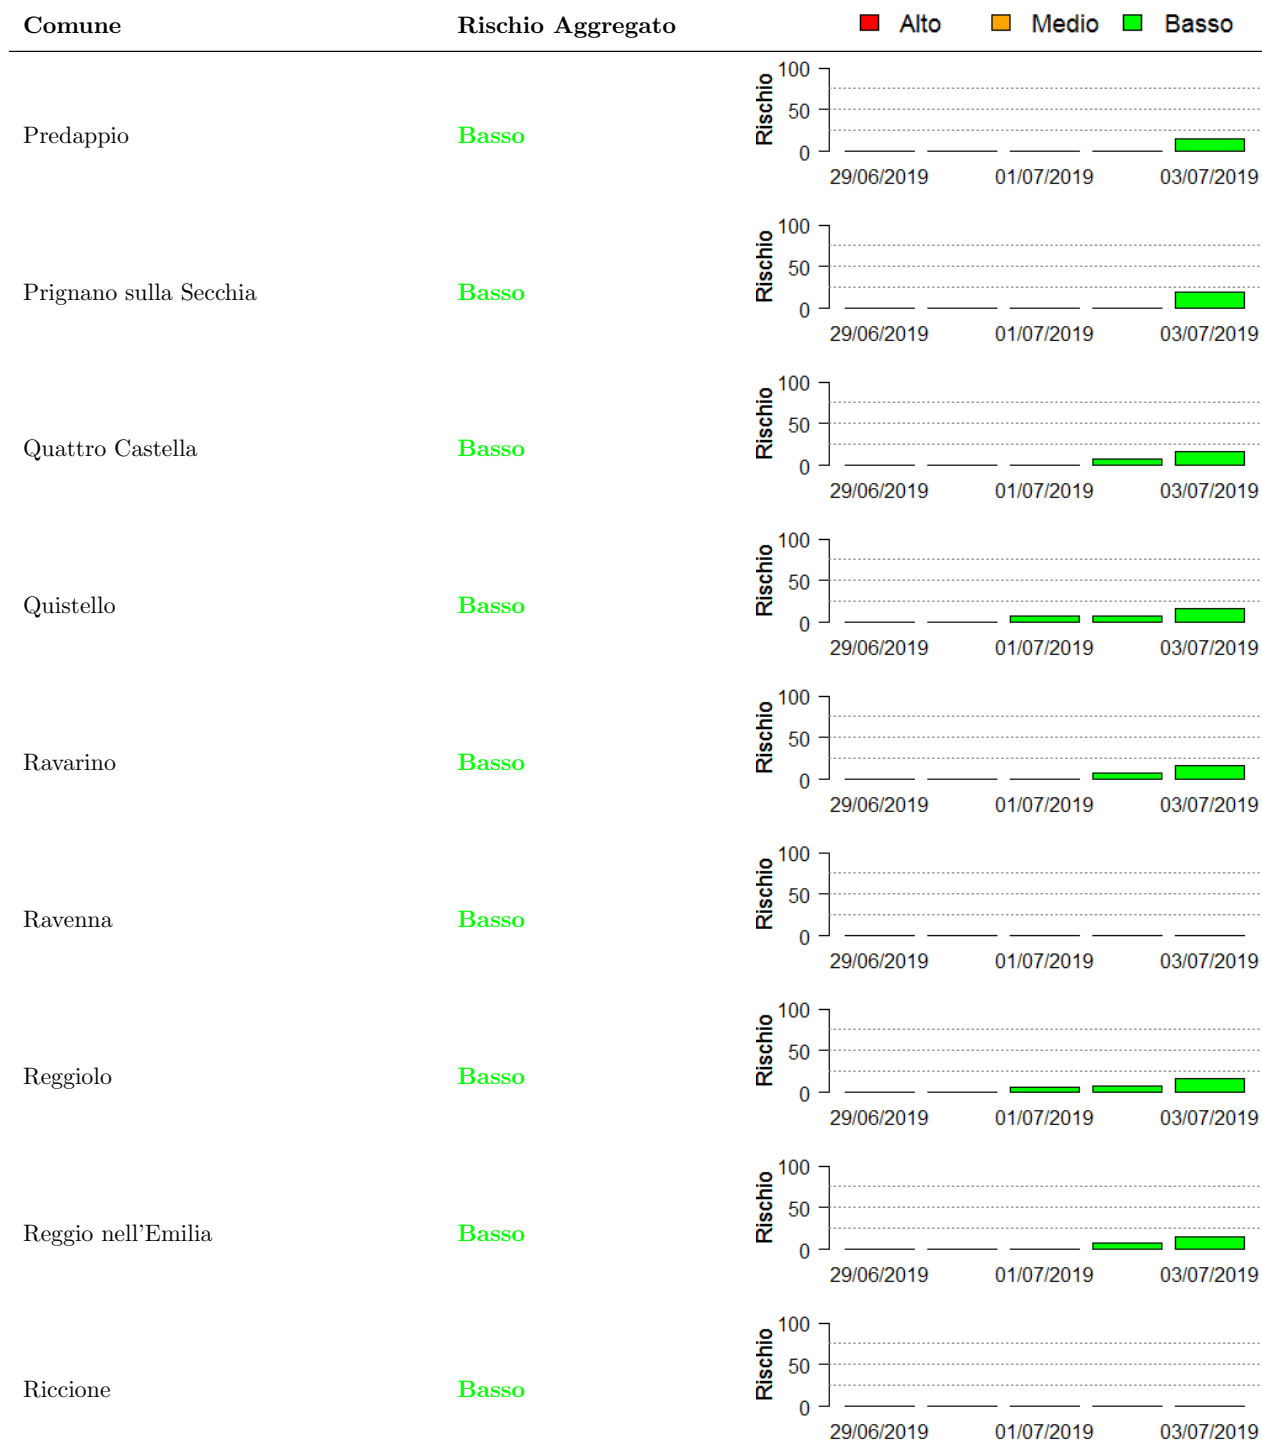 Comune Rischio Aggregato Alto Medio Basso
Predappio Basso Rischio 100 50 0
29/06/2019 01/07/2019 03/07/2019
Prignano sulla Secchia Basso Rischio 100 50 0
29/06/2019 01/07/2019 03/07/2019
Quattro Castella Basso Rischio 100 50 0
29/06/2019 01/07/2019 03/07/2019
Quistello Basso Rischio 100 50 0
29/06/2019 01/07/2019 03/07/2019
Ravarino Basso Rischio 100 50 0
29/06/2019 01/07/2019 03/07/2019
Ravenna Basso Rischio 100 50 0
29/06/2019 01/07/2019 03/07/2019
Reggiolo Basso Rischio 100 50 0
29/06/2019 01/07/2019 03/07/2019
Reggio nell'Emilia Basso Rischio 100 50 0
29/06/2019 01/07/2019 03/07/2019
Riccione Basso Rischio 100 50 0
29/06/2019 01/07/2019 03/07/2019